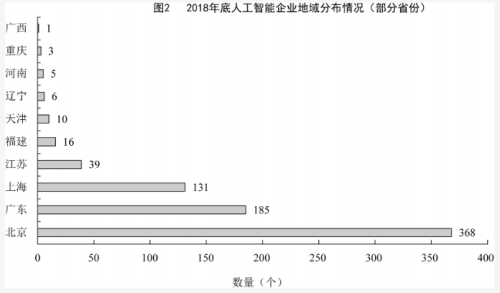 图2 2018年底人工智能企业地域分布情况（部分省份）
广西 1
重庆 3
河南 5
辽宁 6
天津 10
福建 16
江苏 39
上海 131
广东 185
北京 368
0 50 100 150 200 250 300 350 400
数量（个）